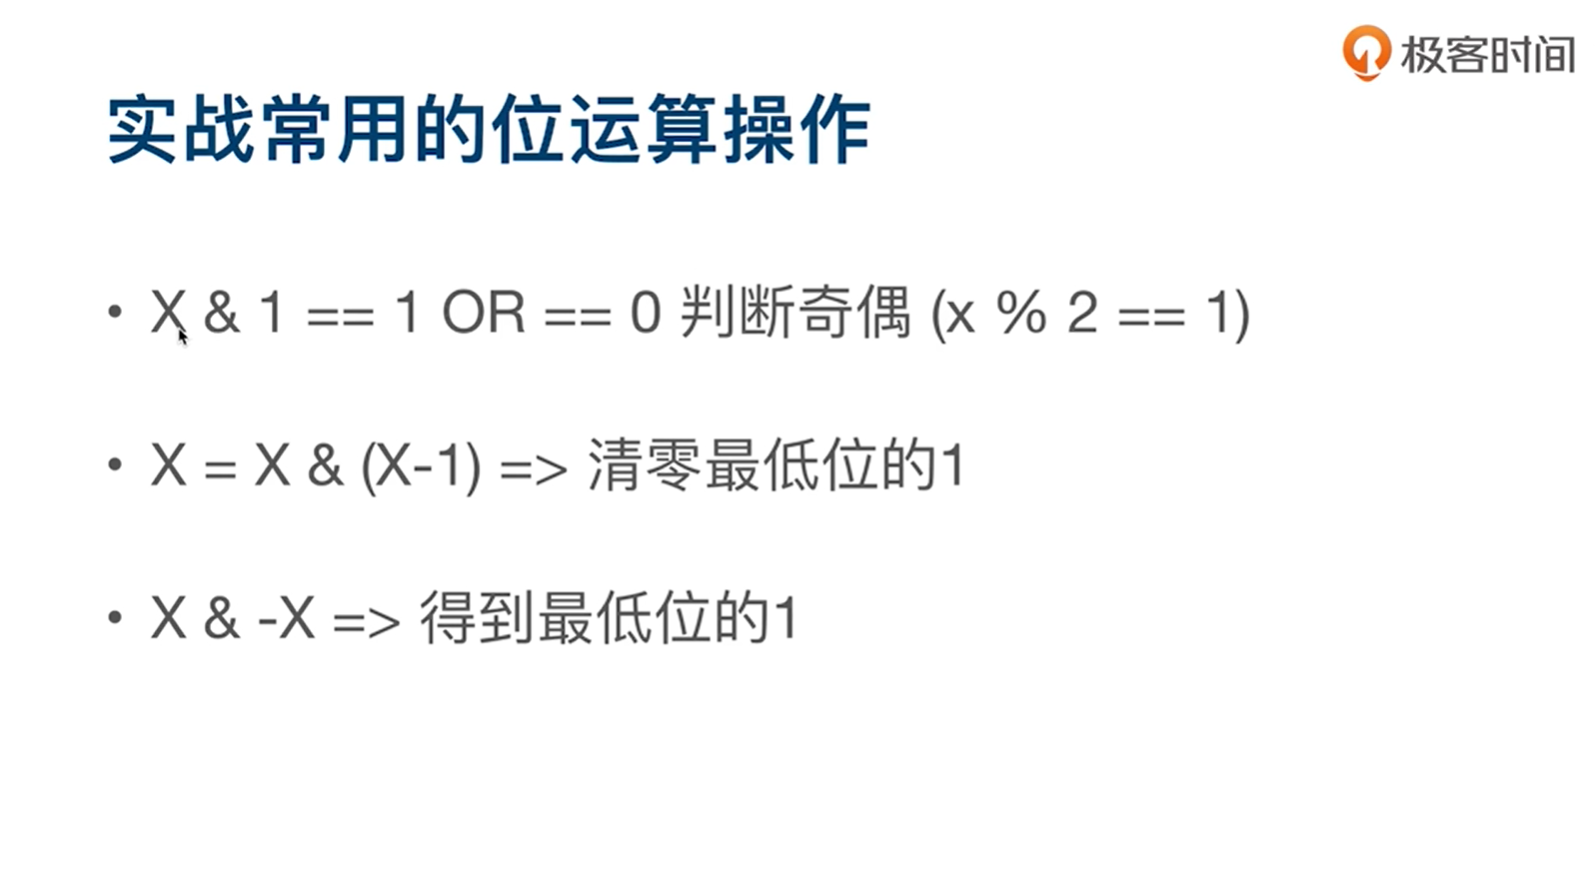 极客时间
实战常用的位运算操作
• X & 1 == 1 OR == 0 判断奇偶 (x % 2 == 1)
• X = X & (X-1) => 清零最低位的1
• X & -X => 得到最低位的1